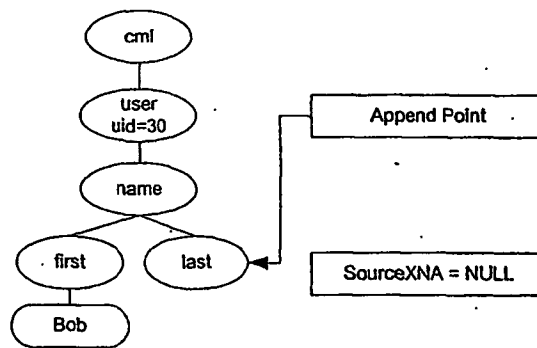 cml
user
uid=30
Append Point
name
first
last
SourceXNA = NULL
Bob